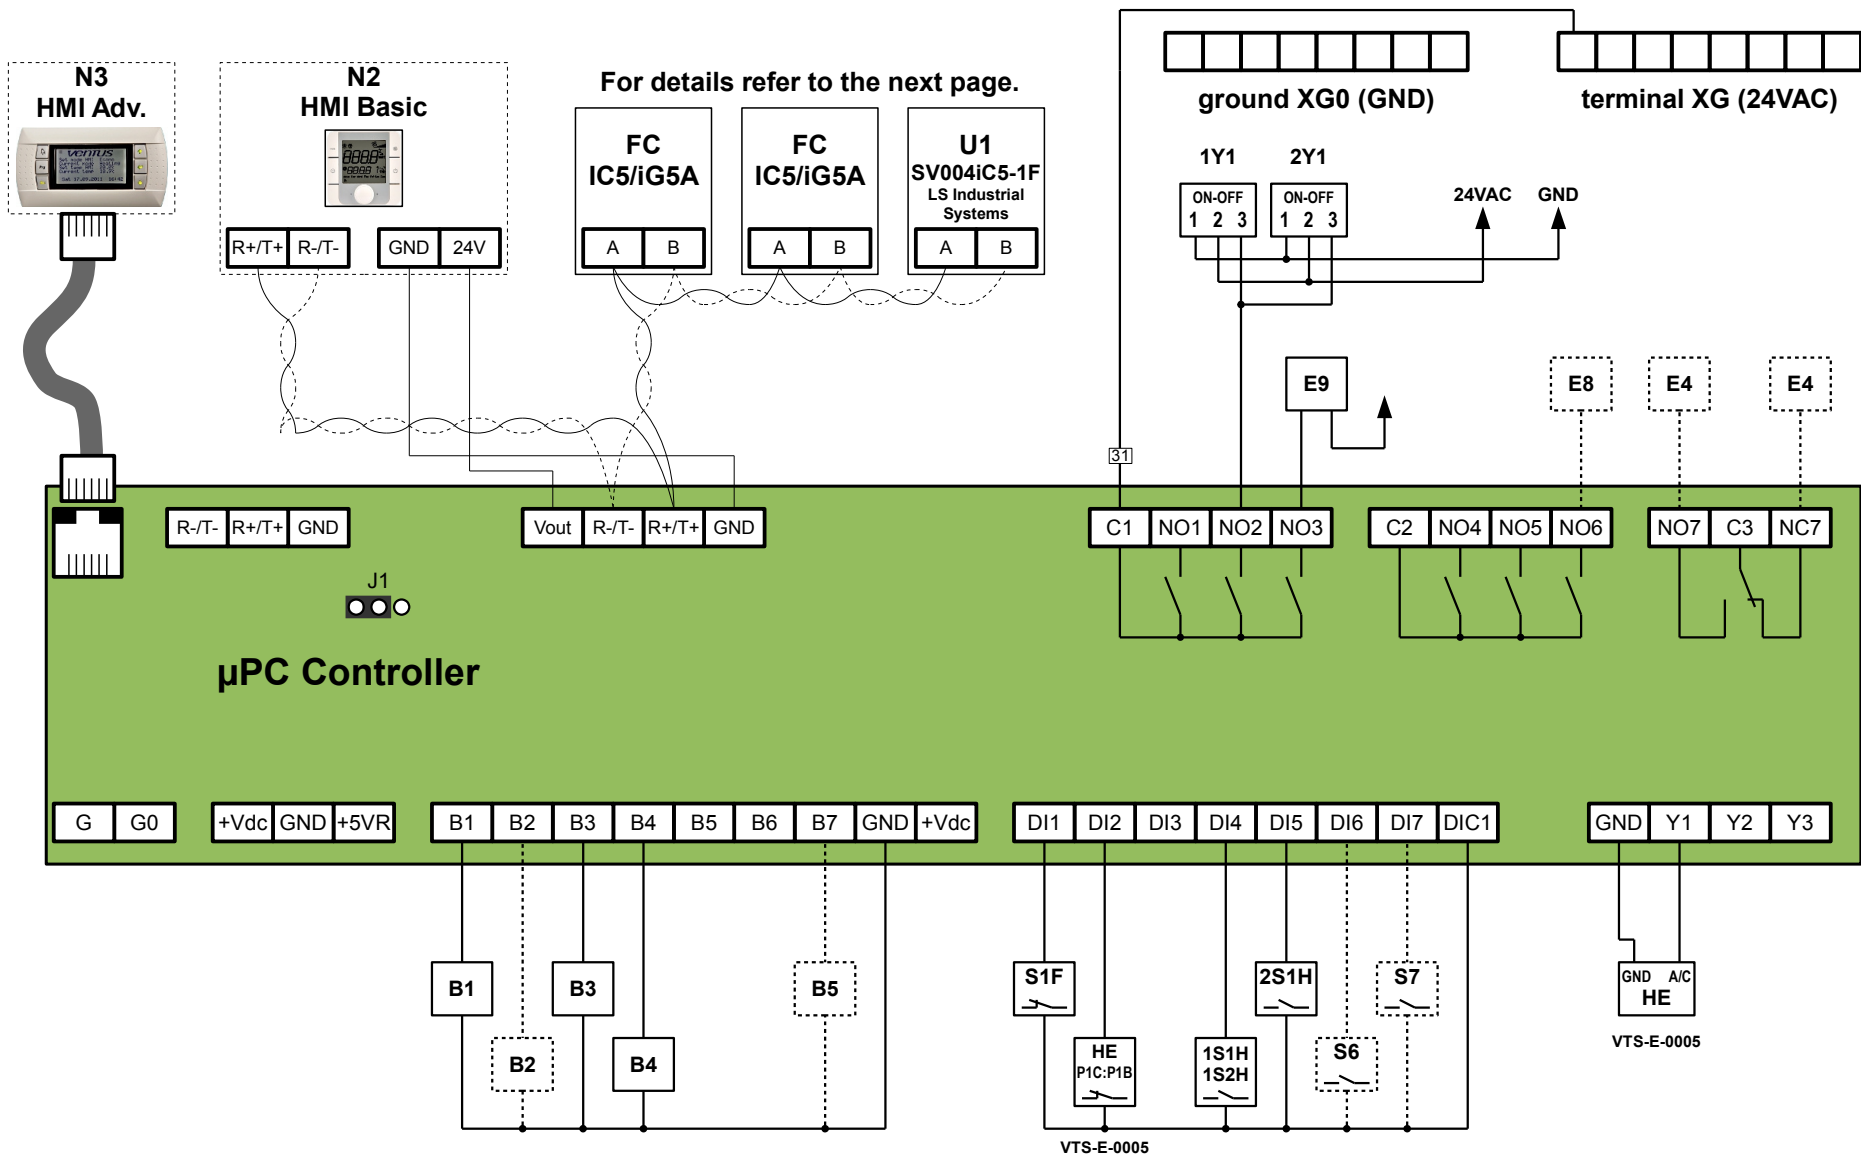 N3
HMI Adv.
VENTUS
N2
HMI Basic
R+/T+ R-/T- GND 24V
For details refer to the next page.
FC
IC5/iG5A
A B
FC
IC5/iG5A
A B
U1
SV004iC5-1F
LS Industrial
Systems
A B
ground XG0 (GND)
terminal XG (24VAC)
1Y1 2Y1
ON-OFF
1 2 3
ON-OFF
1 2 3
24VAC GND
E9
E8
E4
E4
31
R-/T- R+/T+ GND
Vout R-/T- R+/T+ GND
C1 NO1 NO2 NO3
C2 NO4 NO5 NO6
NO7 C3 NC7
J1
µPC Controller
G G0
+Vdc GND +5VR
B1 B2 B3 B4 B5 B6 B7 GND +Vdc
DI1 DI2 DI3 DI4 DI5 DI6 DI7 DIC1
GND Y1 Y2 Y3
B1
B3
B5
B2
B4
S1F
2S1H
S7
HE
P1C:P1B
1S1H
1S2H
S6
VTS-E-0005
GND A/C
HE
VTS-E-0005